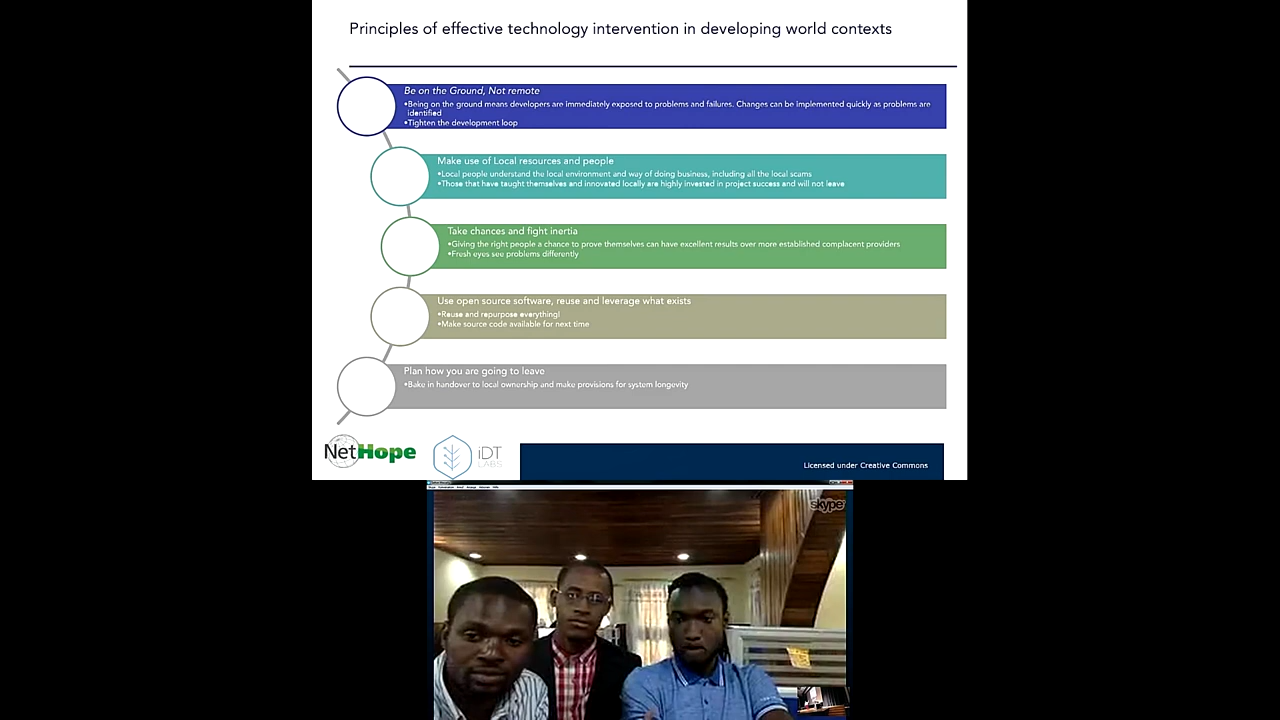 Principles of effective technology intervention in developing world contexts
Be on the Ground, Not remote
•Being on the ground means developers are immediately exposed to problems and failures. Changes can be implemented quickly as problems are
identified
•Tighten the development loop
Make use of Local resources and people
•Local people understand the local environment and way of doing business, including all the local scams
•Those that have taught themselves and innovated locally are highly invested in project success and will not leave
Take chances and fight inertia
•Giving the right people a chance to prove themselves can have excellent results over more established complacent providers
•Fresh eyes see problems differently
Use open source software, reuse and leverage what exists
•Reuse and repurpose everything!
•Make source code available for next time
Plan how you are going to leave
•Bake in handover to local ownership and make provisions for system longevity
NetHope
iDT
LABS
Licensed under Creative Commons
skype